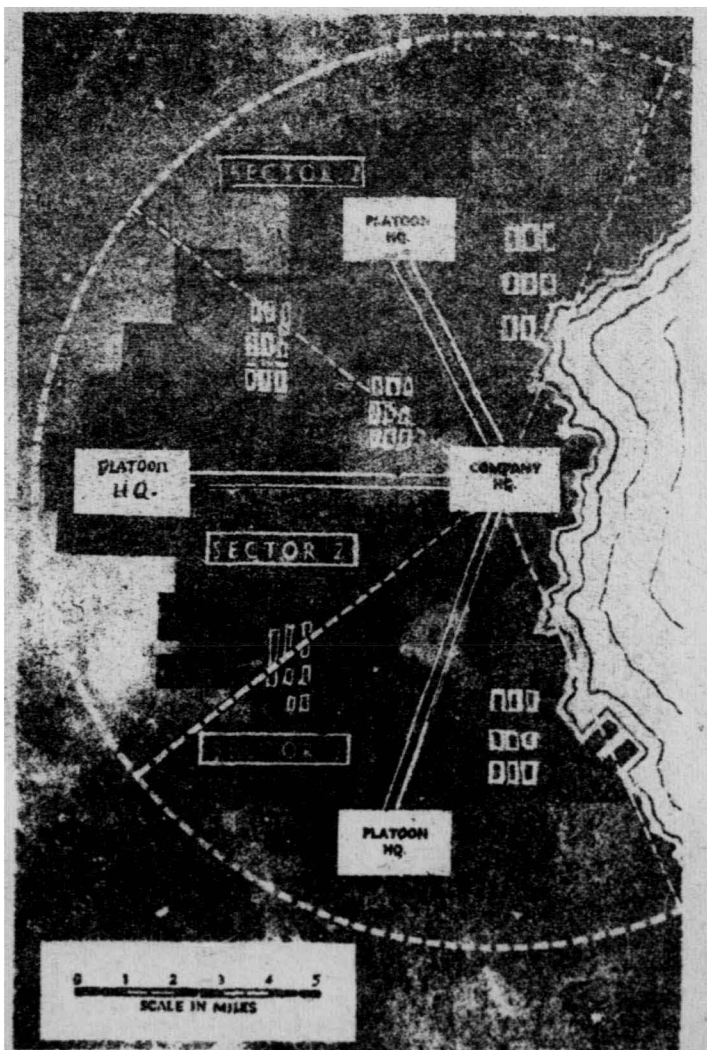 SECTOR 1
PLATOON
HQ.
PLATOON
HQ.
COMPANY
HQ.
SECTOR 2
PLATOON
HQ.
0 1 2 3 4 5
SCALE IN MILES